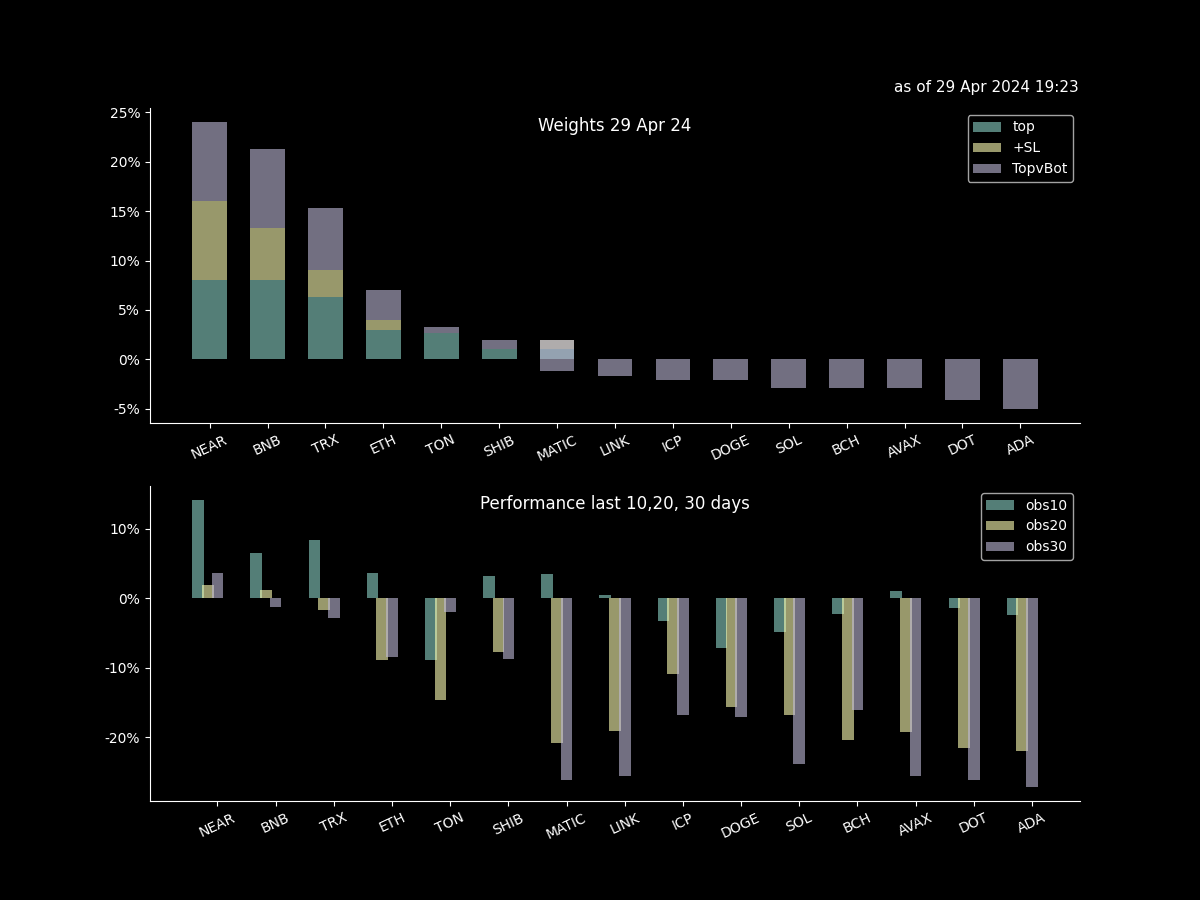 as of 29 Apr 2024 19:23
Weights 29 Apr 24
top
+SL
TopvBot
25%
20%
15%
10%
5%
0%
-5%
NEAR BNB TRX ETH TON SHIB MATIC LINK ICP DOGE SOL BCH AVAX DOT ADA
Performance last 10,20, 30 days
obs10
obs20
obs30
10%
0%
-10%
-20%
NEAR BNB TRX ETH TON SHIB MATIC LINK ICP DOGE SOL BCH AVAX DOT ADA